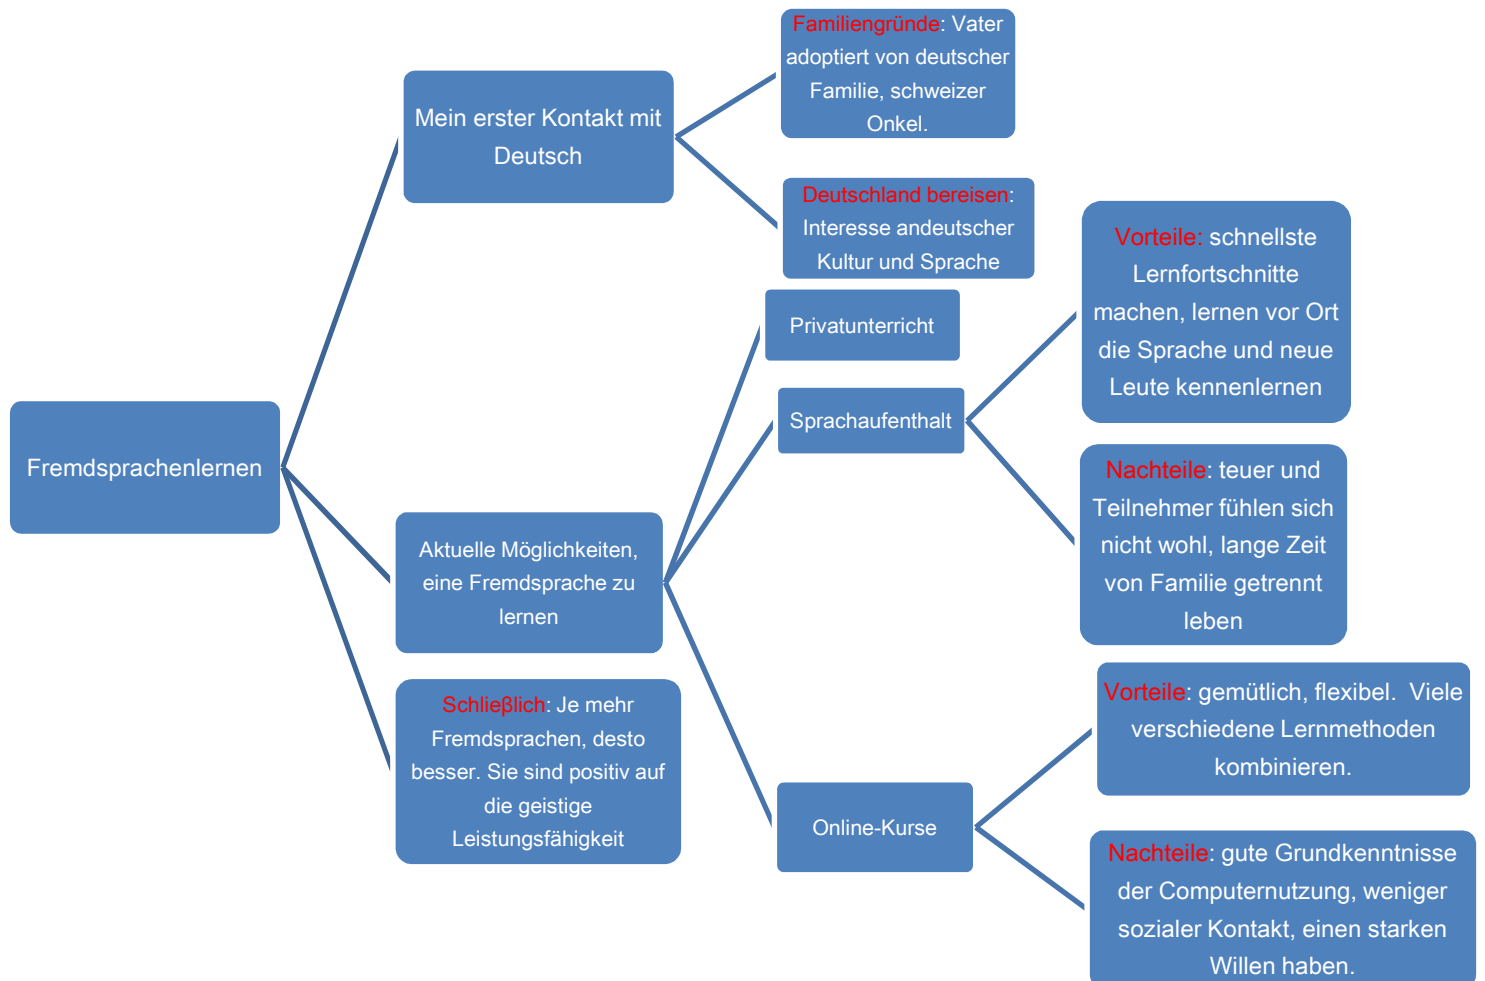 Fremdsprachenlernen
Mein erster Kontakt mit
Deutsch
Familiengründe: Vater
adoptiert von deutscher
Familie, schweizer
Onkel.
Deutschland bereisen:
Interesse andeutscher
Kultur und Sprache
Aktuelle Möglichkeiten,
eine Fremdsprache zu
lernen
Privatunterricht
Sprachaufenthalt
Vorteile: schnellste
Lernfortschnitte
machen, lernen vor Ort
die Sprache und neue
Leute kennenlernen
Nachteile: teuer und
Teilnehmer fühlen sich
nicht wohl, lange Zeit
von Familie getrennt
leben
Online-Kurse
Vorteile: gemütlich, flexibel.  Viele
verschiedene Lernmethoden
kombinieren.
Nachteile: gute Grundkenntnisse
der Computernutzung, weniger
sozialer Kontakt, einen starken
Willen haben.
Schlieβlich: Je mehr
Fremdsprachen, desto
besser. Sie sind positiv auf
die geistige
Leistungsfähigkeit